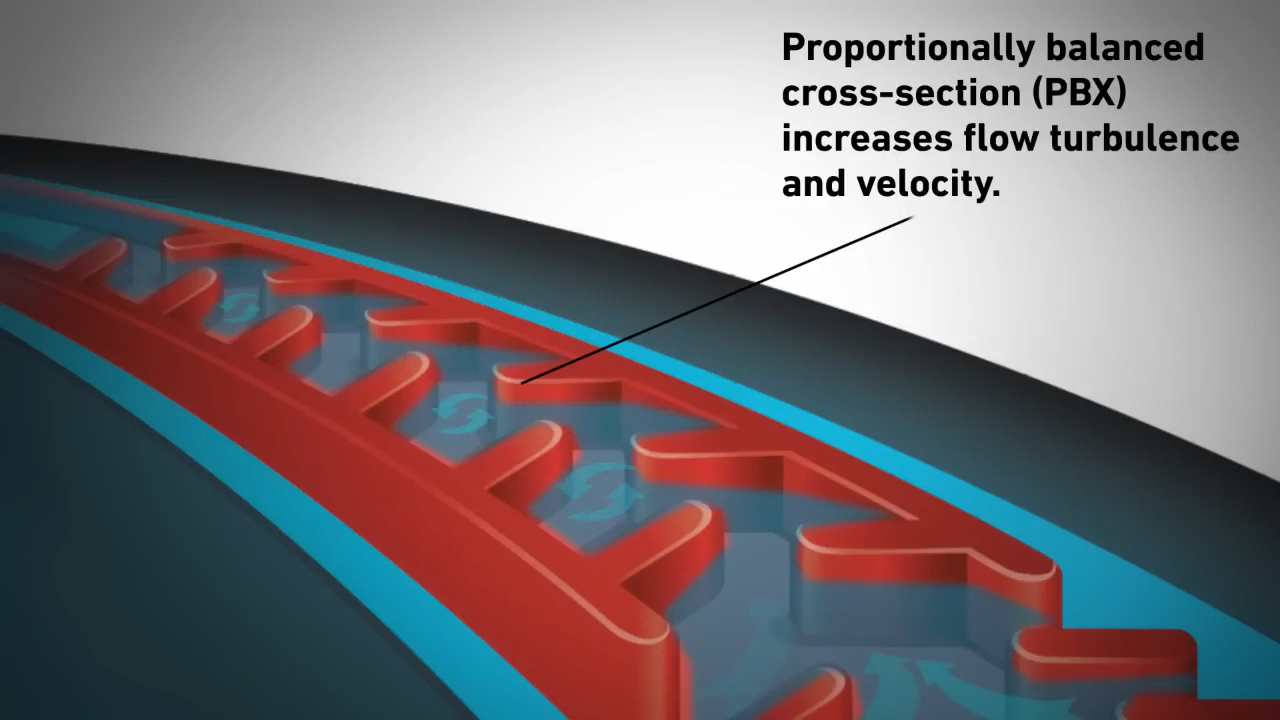 Proportionally balanced
cross-section (PBX)
increases flow turbulence
and velocity.